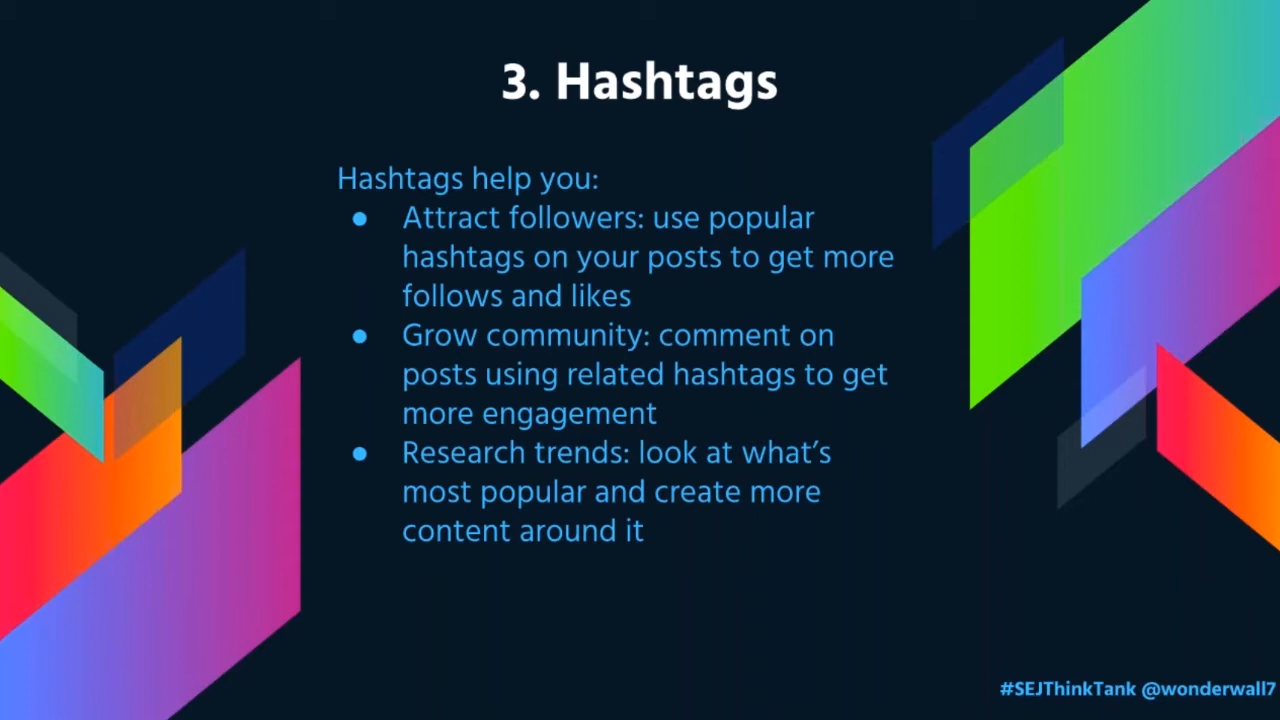 3. Hashtags
Hashtags help you:
● Attract followers: use popular
hashtags on your posts to get more
follows and likes
● Grow community: comment on
posts using related hashtags to get
more engagement
● Research trends: look at what’s
most popular and create more
content around it
#SEJThinkTank @wonderwall7